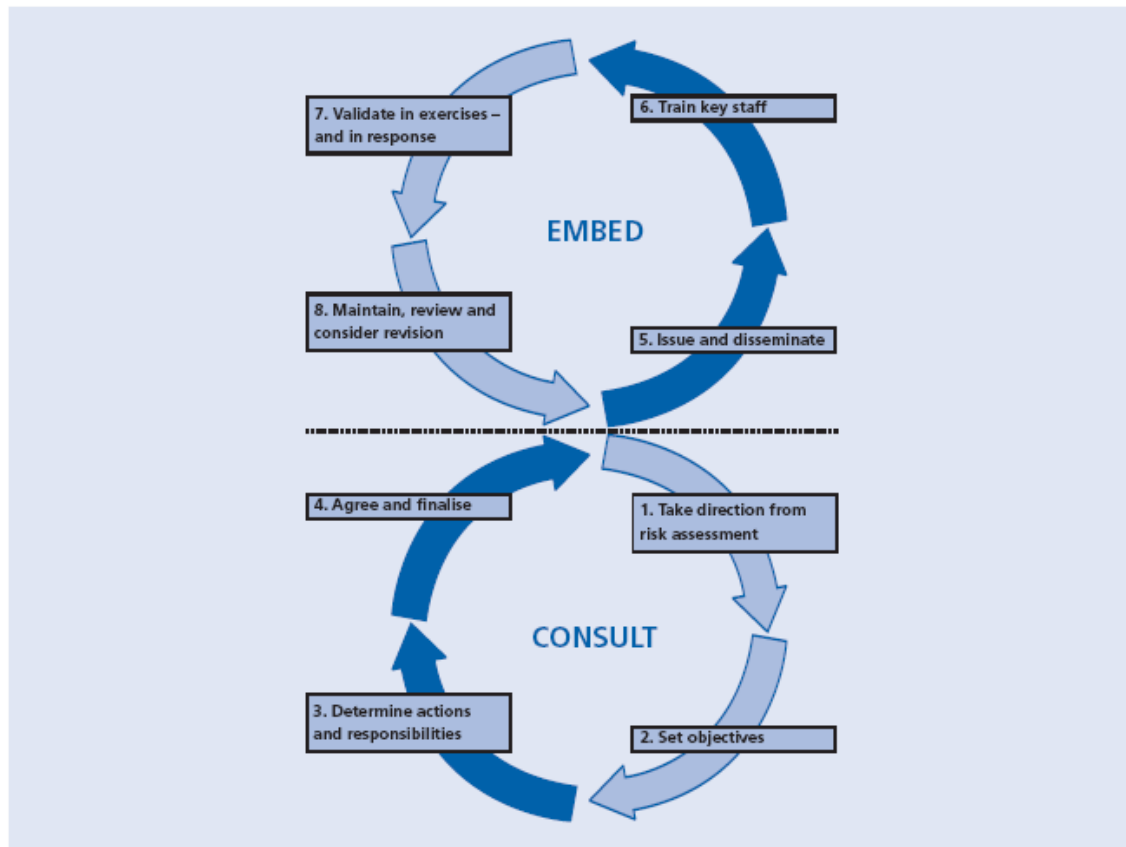 7. Validate in exercises –
and in response
6. Train key staff
EMBED
8. Maintain, review and
consider revision
5. Issue and disseminate
4. Agree and finalise
1. Take direction from
risk assessment
CONSULT
3. Determine actions
and responsibilities
2. Set objectives